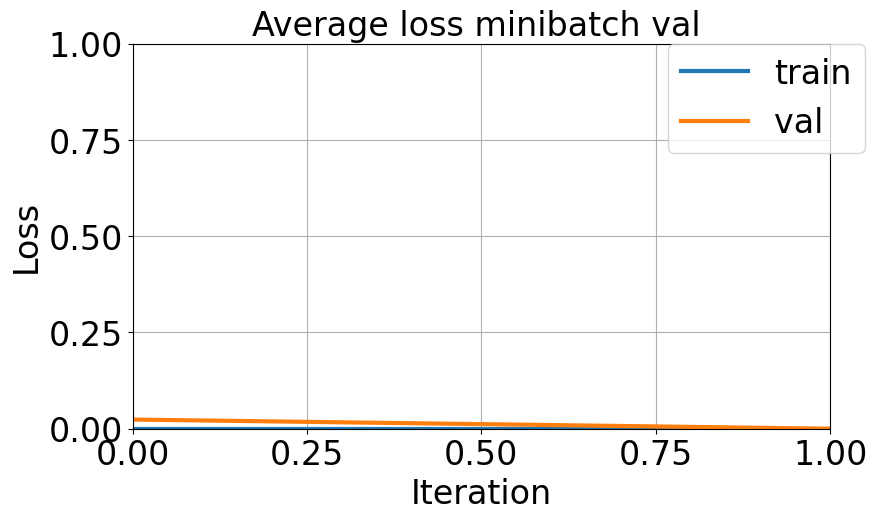 Average loss minibatch val
train
val
1.00
0.75
0.50
0.25
0.00
Loss
0.00 0.25 0.50 0.75 1.00
Iteration